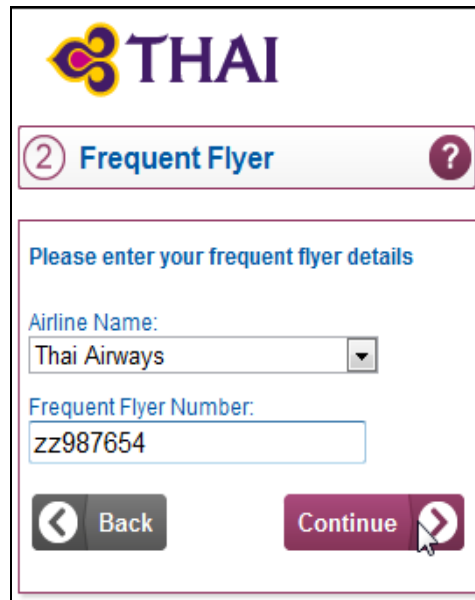 THAI
2 Frequent Flyer ?
Please enter your frequent flyer details
Airline Name:
Thai Airways
Frequent Flyer Number:
zz987654
Back Continue